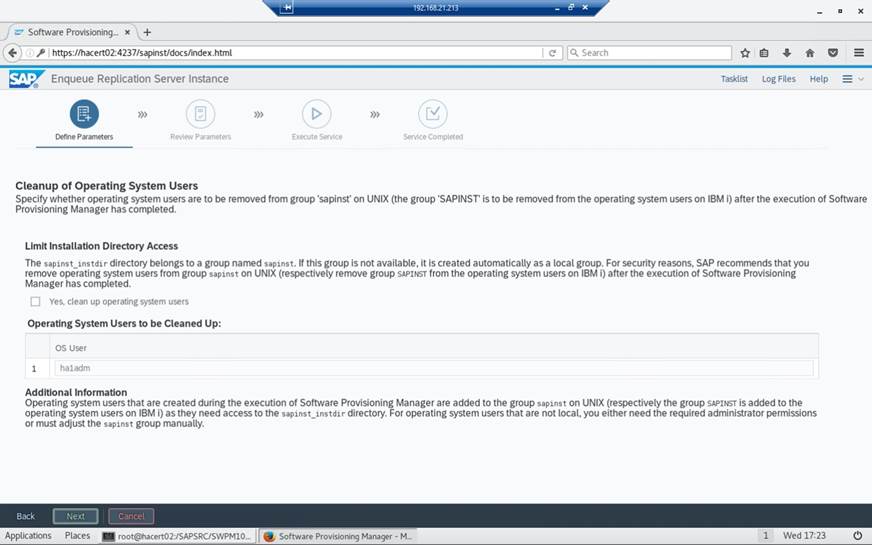 192.168.21.213
Software Provisioning...
https://hacert02:4237/sapinst/docs/index.html
Search
SAP Enqueue Replication Server Instance
Tasklist Log Files Help
Define Parameters Review Parameters Execute Service Service Completed
Cleanup of Operating System Users
Specify whether operating system users are to be removed from group 'sapinst' on UNIX (the group 'SAPINST' is to be removed from the operating system users on IBM i) after the execution of Software
Provisioning Manager has completed.
Limit Installation Directory Access
The sapinst_instdir directory belongs to a group named sapinst. If this group is not available, it is created automatically as a local group. For security reasons, SAP recommends that you
remove operating system users from group sapinst on UNIX (respectively remove group SAPINST from the operating system users on IBM i) after the execution of Software Provisioning
Manager has completed.
Yes, clean up operating system users
Operating System Users to be Cleaned Up:
OS User
1 ha1adm
Additional Information
Operating system users that are created during the execution of Software Provisioning Manager are added to the group sapinst on UNIX (respectively the group SAPINST is added to the
operating system users on IBM i) as they need access to the sapinst_instdir directory. For operating system users that are not local, you either need the required administrator permissions
or must adjust the sapinst group manually.
Back Next Cancel
Applications Places root@hacert02:/SAPSRC/SWPM10... Software Provisioning Manager - M... 1 Wed 17:23